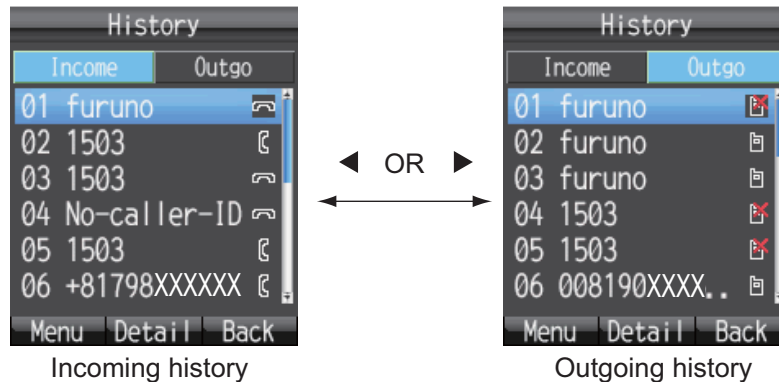 History
Income Outgo
01 furuno
02 1503
03 1503
04 No-caller-ID
05 1503
06 +81798XXXXXX
Menu Detail Back
Incoming history
OR
History
Income Outgo
01 furuno
02 furuno
03 furuno
04 1503
05 1503
06 008190XXXX..
Menu Detail Back
Outgoing history